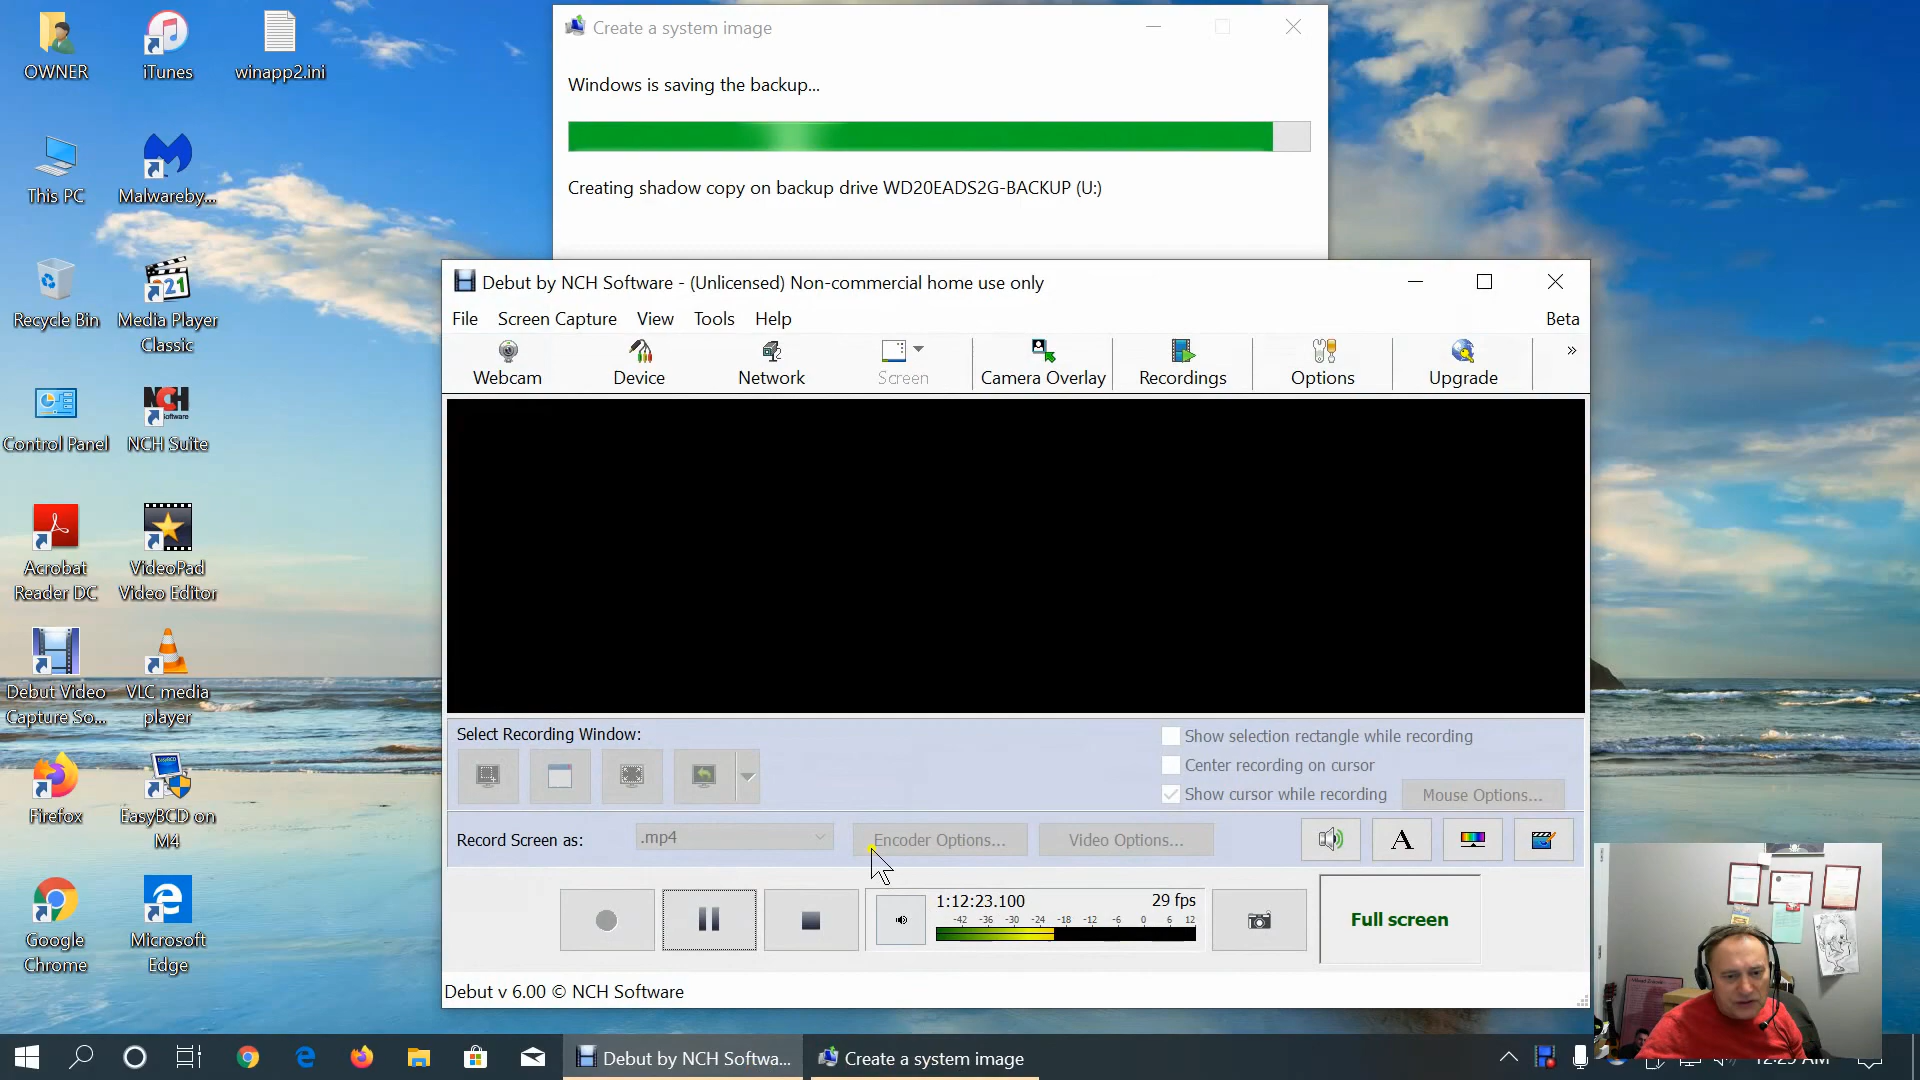 OWNER
iTunes
winapp2.ini
This PC
Malwareby...
Recycle Bin
Media Player
Classic
Control Panel
NCH Suite
Acrobat
Reader DC
VideoPad
Video Editor
Debut Video
Capture So...
VLC media
player
Firefox
EasyBCD on
M4
Google
Chrome
Microsoft
Edge
Create a system image
Windows is saving the backup...
Creating shadow copy on backup drive WD20EADS2G-BACKUP (U:)
Debut by NCH Software - (Unlicensed) Non-commercial home use only
File Screen Capture View Tools Help Beta
Webcam Device Network Screen Camera Overlay Recordings Options Upgrade »
Select Recording Window:
Show selection rectangle while recording
Center recording on cursor
Show cursor while recording
Mouse Options...
Record Screen as: .mp4 Encoder Options... Video Options... A
1:12:23.100 29 fps
-42 -36 -30 -24 -18 -12 -6 0 6 12
Full screen
Debut v 6.00 © NCH Software
Debut by NCH Softwa...
Create a system image